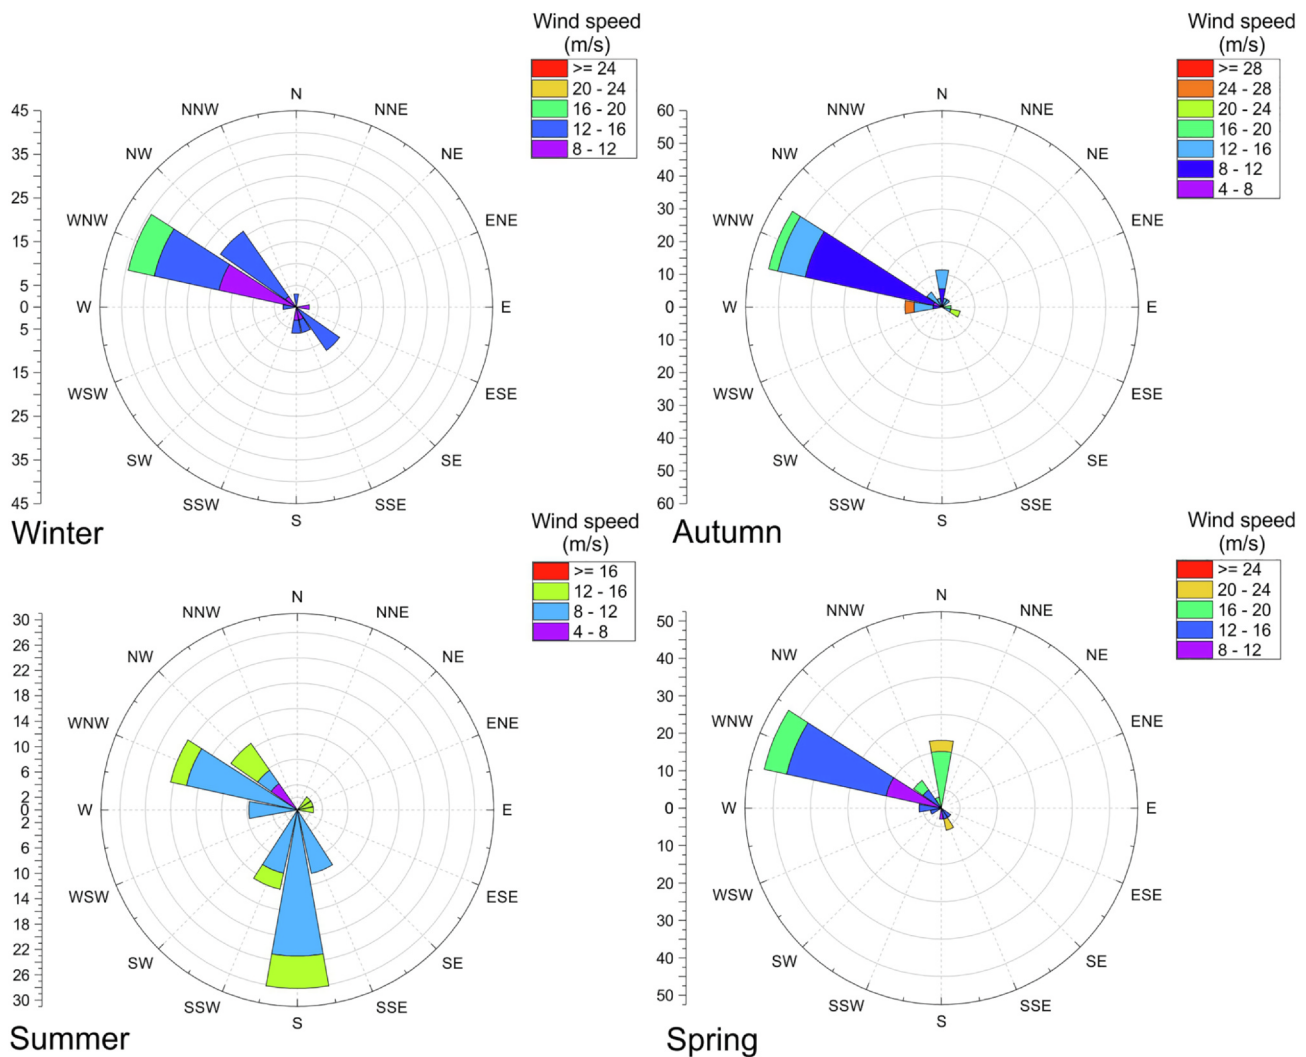 Wind speed
(m/s)
>= 24
20 - 24
16 - 20
12 - 16
8 - 12
N
NNE
NE
ENE
E
ESE
SE
SSE
S
SSW
SW
WSW
W
WNW
NW
NNW
45
35
25
15
5
0
5
15
25
35
45
Winter
Wind speed
(m/s)
>= 28
24 - 28
20 - 24
16 - 20
12 - 16
8 - 12
4 - 8
N
NNE
NE
ENE
E
ESE
SE
SSE
S
SSW
SW
WSW
W
WNW
NW
NNW
60
50
40
30
20
10
0
10
20
30
40
50
60
Autumn
Wind speed
(m/s)
>= 16
12 - 16
8 - 12
4 - 8
N
NNE
NE
ENE
E
ESE
SE
SSE
S
SSW
SW
WSW
W
WNW
NW
NNW
30
26
22
18
14
10
6
2
0
2
6
10
14
18
22
26
30
Summer
Wind speed
(m/s)
>= 24
20 - 24
16 - 20
12 - 16
8 - 12
N
NNE
NE
ENE
E
ESE
SE
SSE
S
SSW
SW
WSW
W
WNW
NW
NNW
50
40
30
20
10
0
10
20
30
40
50
Spring